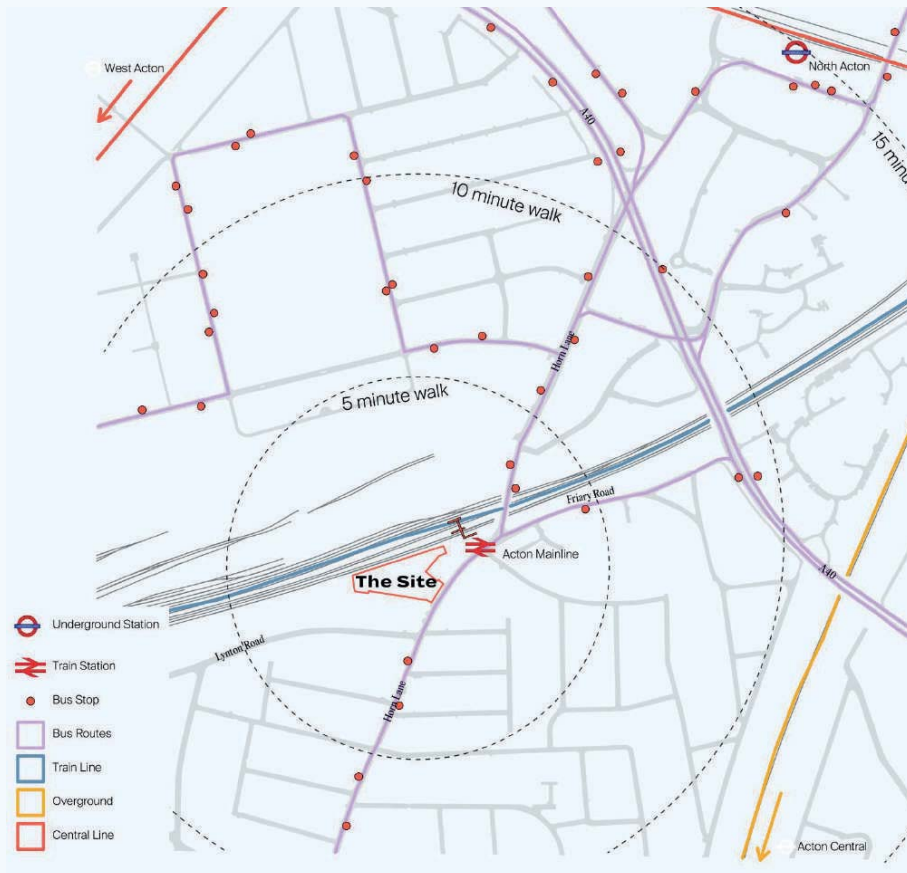 West Acton
North Acton
A40
15 minu
10 minute walk
Horn Lane
5 minute walk
Friary Road
Acton Mainline
The Site
A40
Underground Station
Lynton Road
Train Station
Bus Stop
Horn Lane
Bus Routes
Train Line
Overground
Central Line
Acton Central